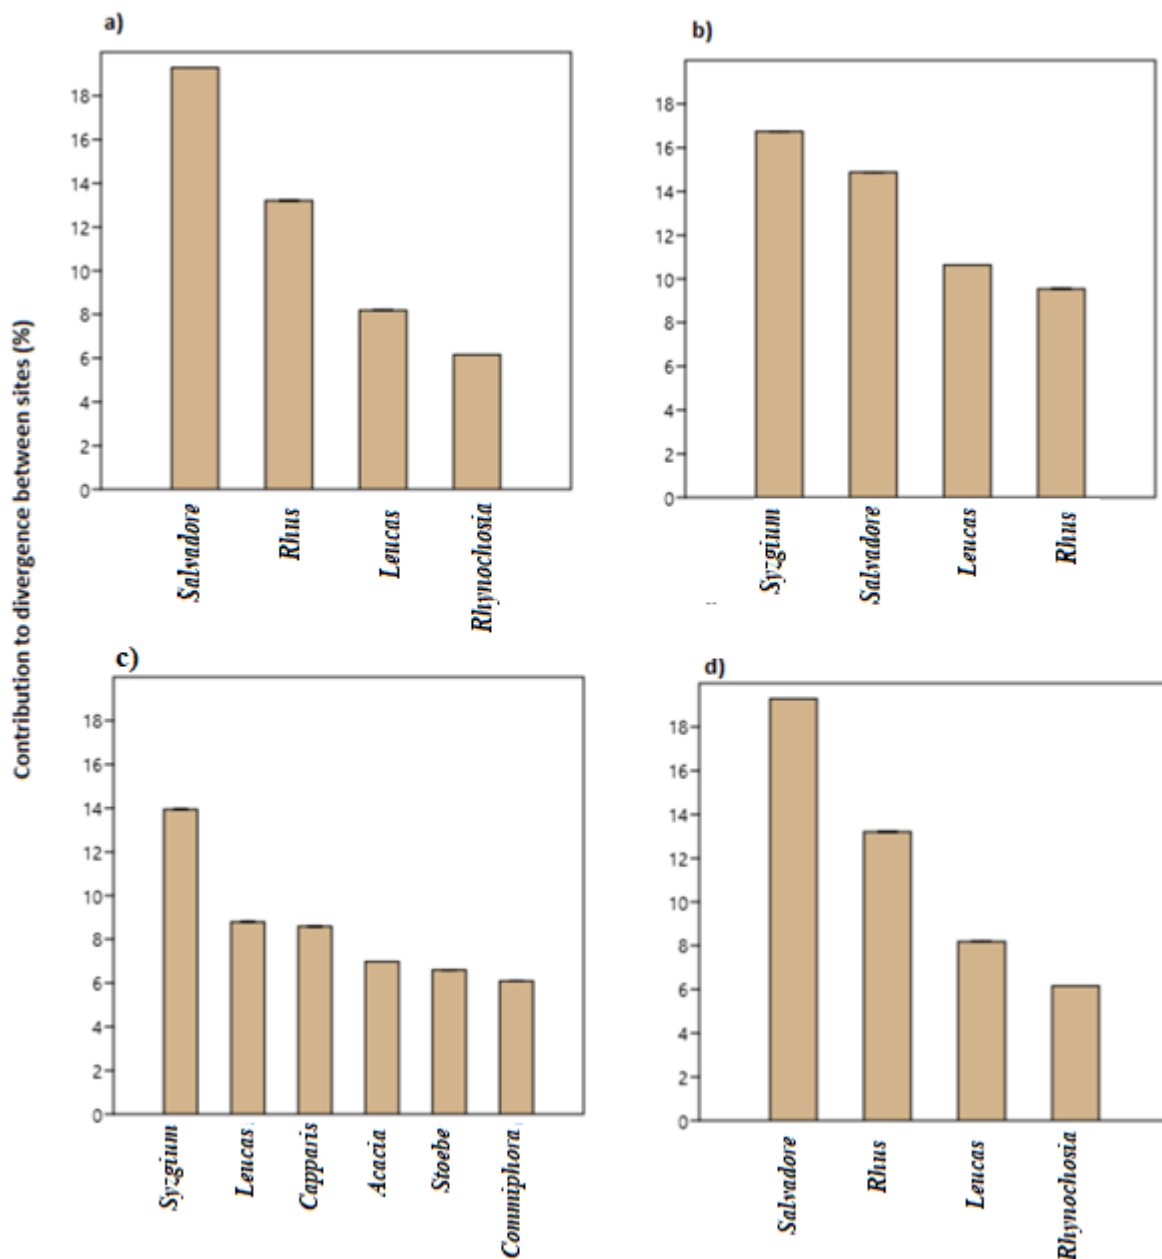 a)
18
16
14
12
10
8
6
4
2
0
Salvadore
Rhus
Leucas
Rhynochosia
b)
18
16
14
12
10
8
6
4
2
0
Syzgium
Salvadore
Leucas
Rhus
Contribution to divergence between sites (%)
c)
18
16
14
12
10
8
6
4
2
0
Syzgium
Leucas
Capparis
Acacia
Stoebe
Commiphora
d)
18
16
14
12
10
8
6
4
2
0
Salvadore
Rhus
Leucas
Rhynochosia